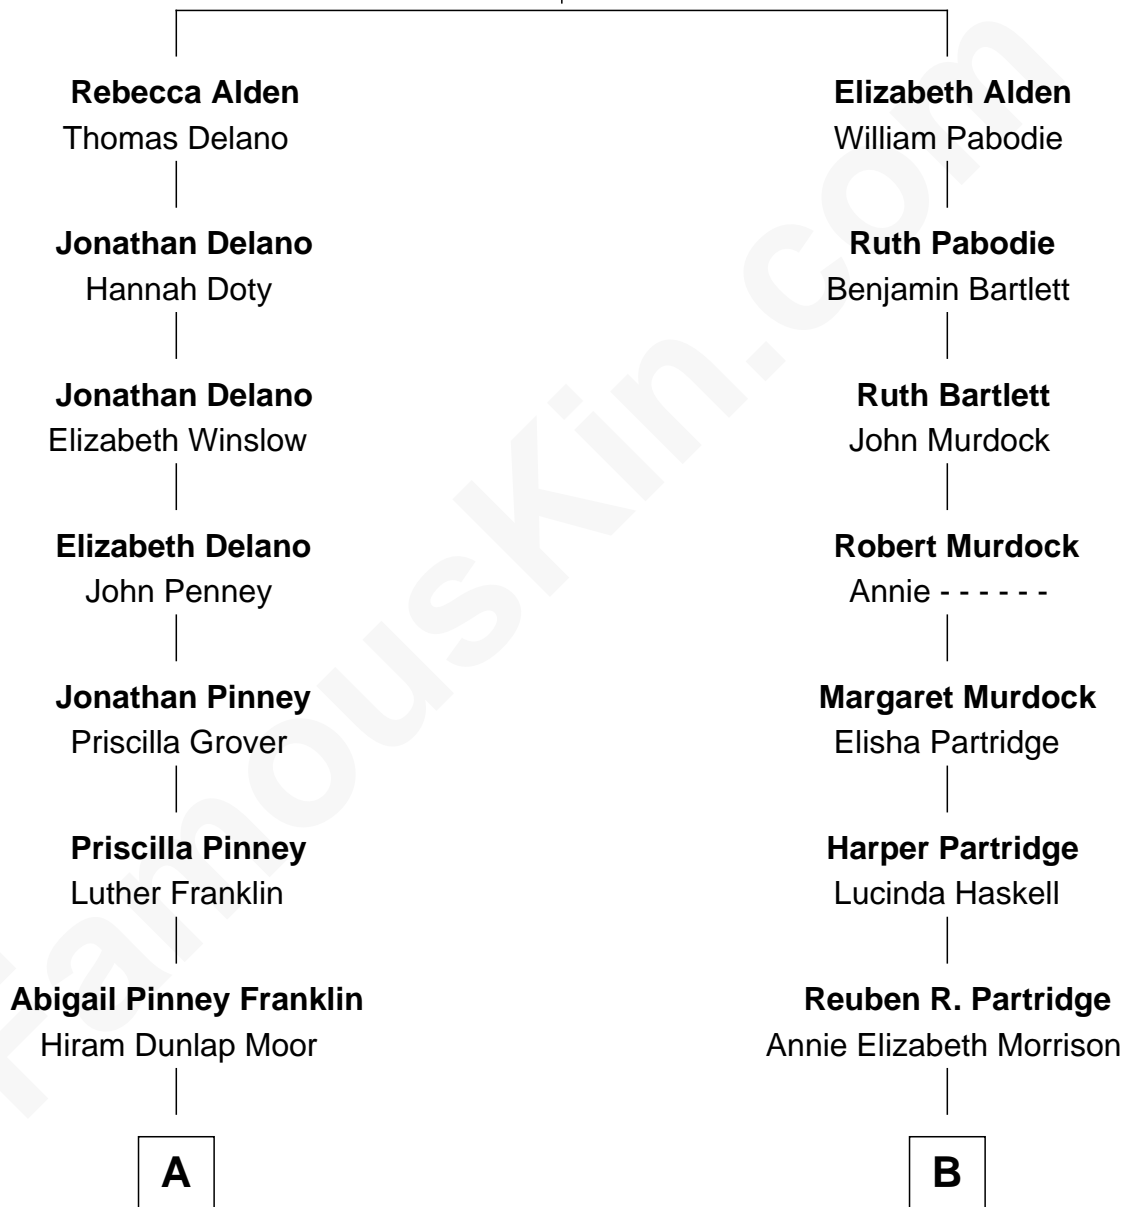 Rebecca Alden
Thomas Delano
Jonathan Delano
Hannah Doty
Jonathan Delano
Elizabeth Winslow
Elizabeth Delano
John Penney
Jonathan Pinney
Priscilla Grover
Priscilla Pinney
Luther Franklin
Abigail Pinney Franklin
Hiram Dunlap Moor
A
Elizabeth Alden
William Pabodie
Ruth Pabodie
Benjamin Bartlett
Ruth Bartlett
John Murdock
Robert Murdock
Annie - - - - - -
Margaret Murdock
Elisha Partridge
Harper Partridge
Lucinda Haskell
Reuben R. Partridge
Annie Elizabeth Morrison
B
FamousKin.com